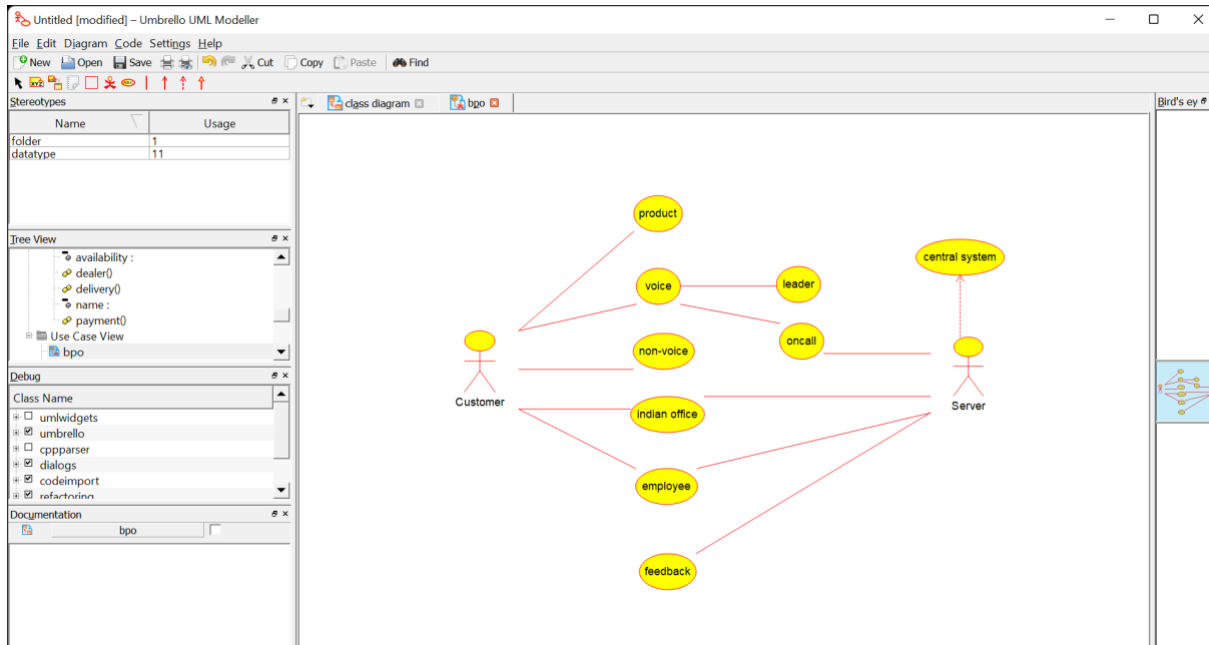 Untitled [modified] – Umbrello UML Modeller
File Edit Diagram Code Settings Help
New Open Save Cut Copy Paste Find
Stereotypes
Name Usage
folder 1
datatype 11
Tree View
availability :
dealer()
delivery()
name :
payment()
Use Case View
bpo
Debug
Class Name
umlwidgets
umbrello
cppparser
dialogs
codeimport
refactoring
Documentation
bpo
class diagram
bpo
product
voice
leader
central system
oncall
non-voice
Customer
indian office
Server
employee
feedback
Bird's ey